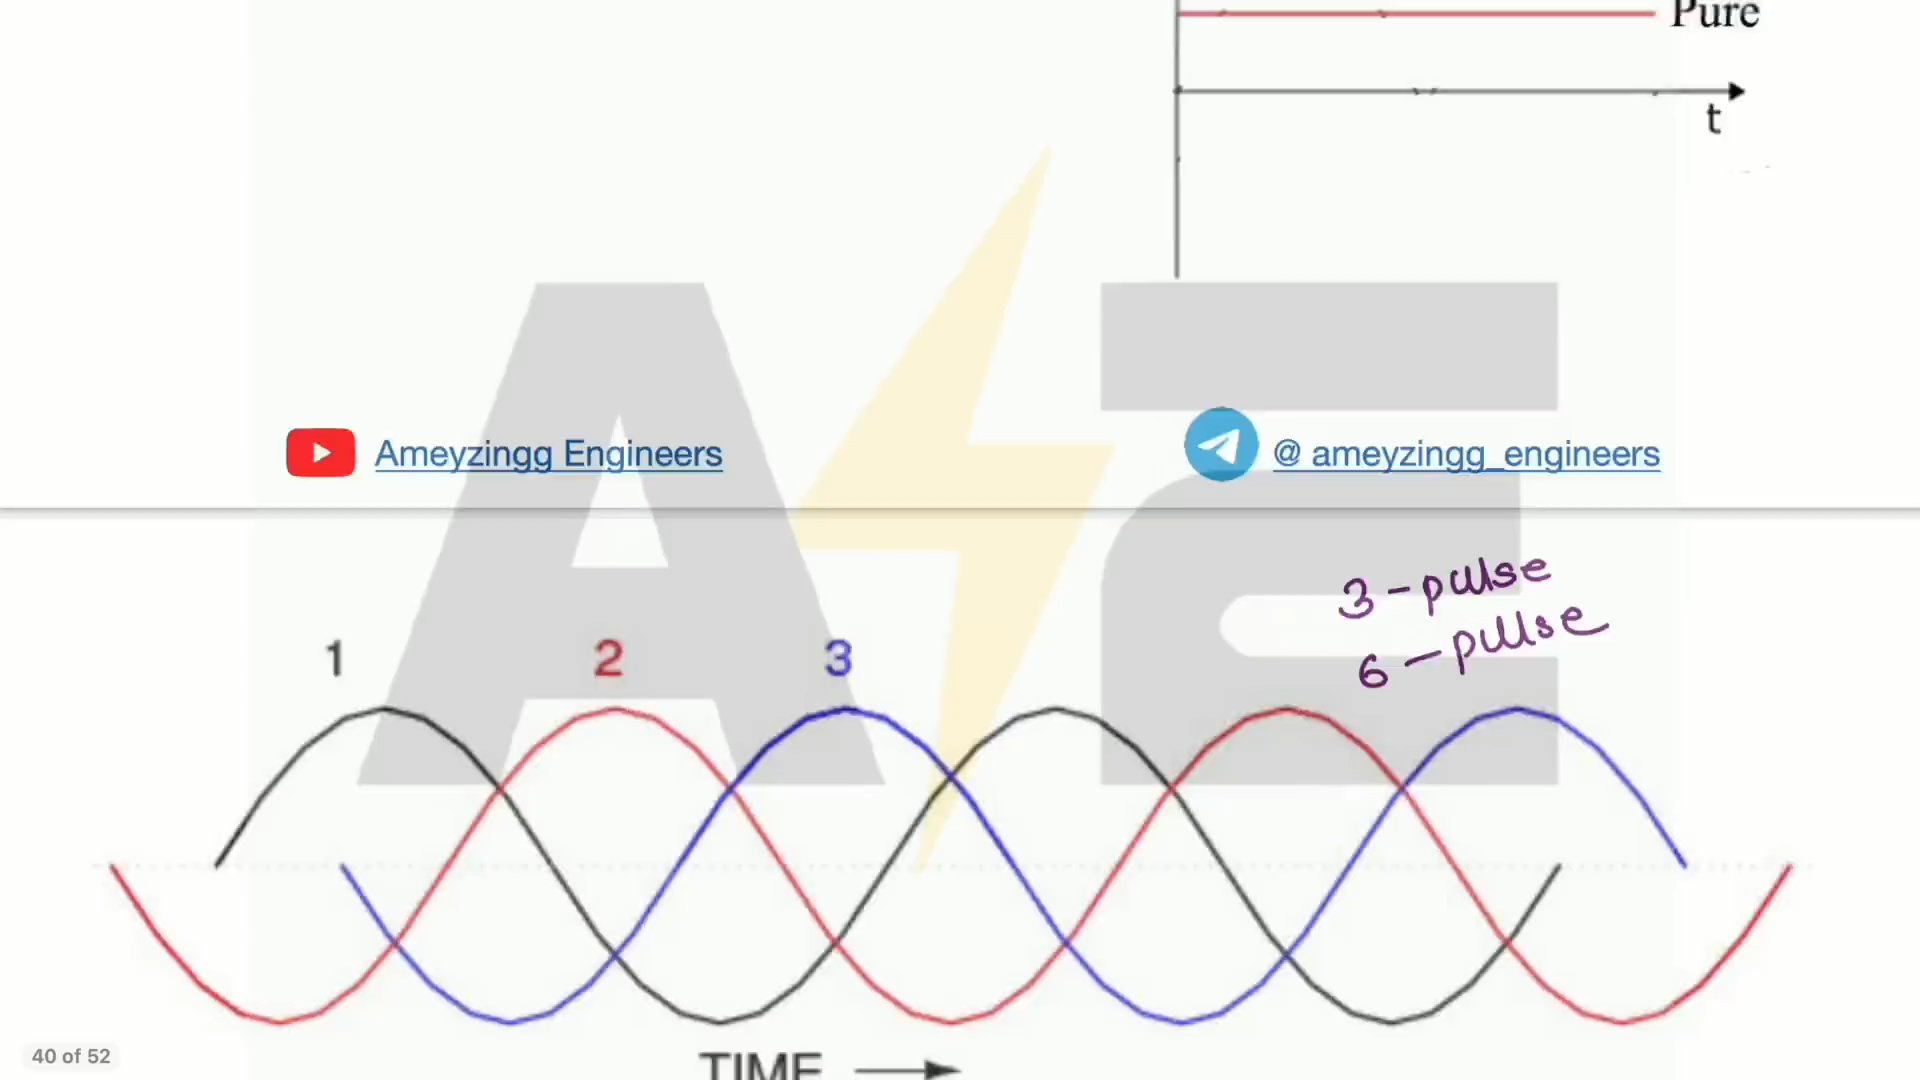 Pure
t
Ameyzingg Engineers
@ ameyzingg_engineers
3-pulse
6-pulse
1 2 3
TIME
40 of 52